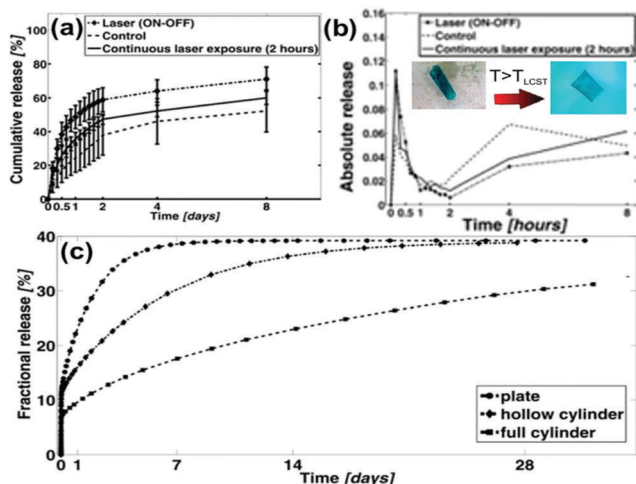 (a)
Laser (ON-OFF)
Control
Continuous laser exposure (2 hours)
Cumulative release [%]
100
80
60
40
20
0
0 0.5 1 2 4 8
Time [days]
(b)
Laser (ON-OFF)
Control
Continuous laser exposure (2 hours)
T>T_LCST
Absolute release
0.16
0.14
0.12
0.1
0.08
0.06
0.04
0.02
0
0 0.5 1 2 4 8
Time [hours]
(c)
Fractional release [%]
40
30
20
10
0
plate
hollow cylinder
full cylinder
0 1 7 14 28
Time [days]